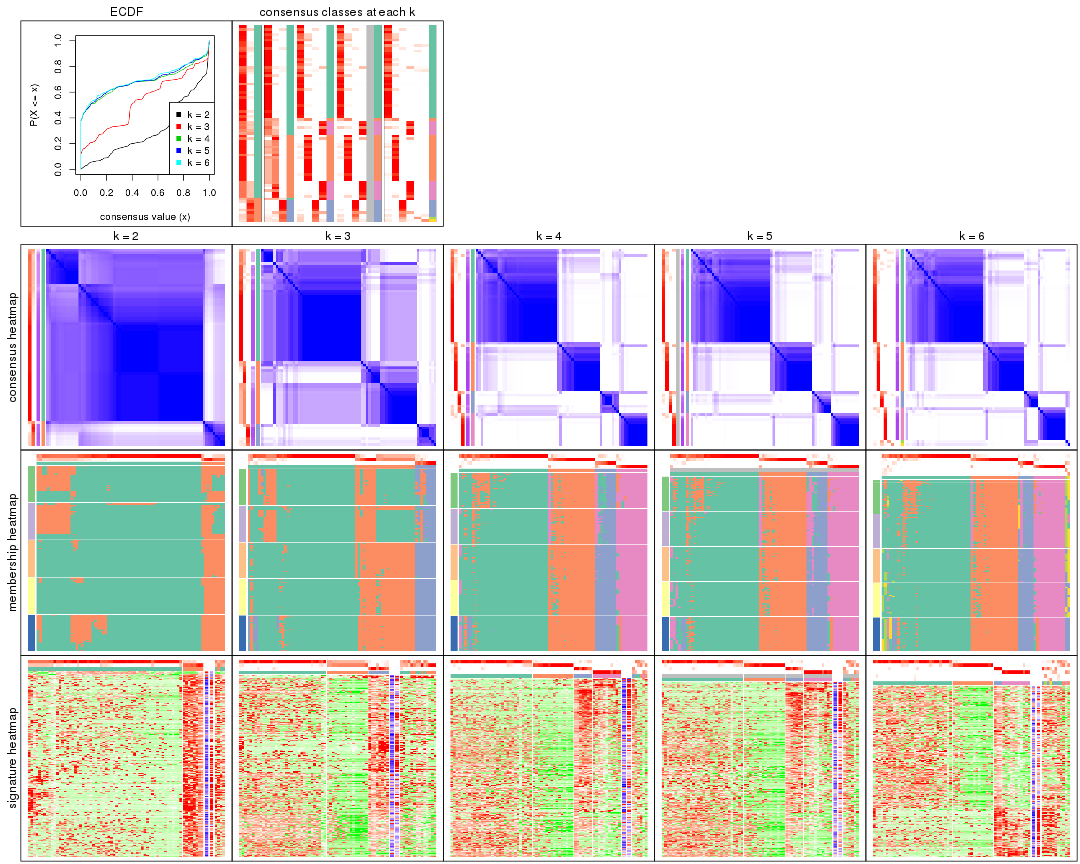 ECDF
consensus classes at each k
P(X <= x)
0.0 0.2 0.4 0.6 0.8 1.0
k = 2
k = 3
k = 4
k = 5
k = 6
0.0 0.2 0.4 0.6 0.8 1.0
consensus value (x)
k = 2
k = 3
k = 4
k = 5
k = 6
consensus heatmap
membership heatmap
signature heatmap